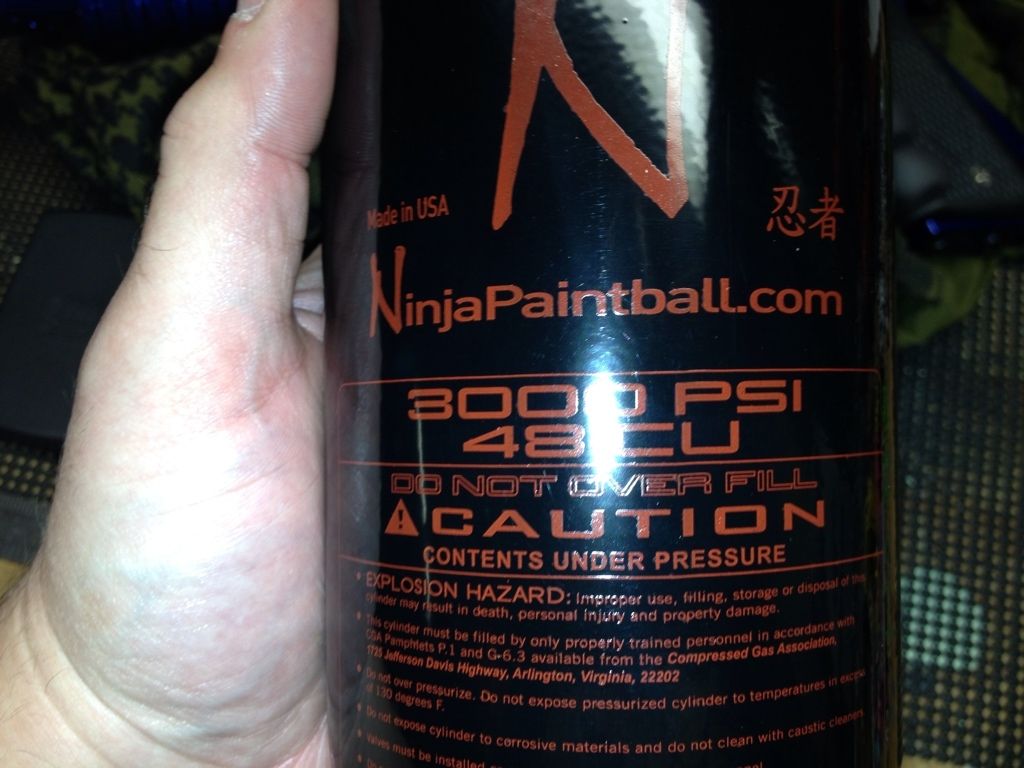 N
Made in USA
忍者
NinjaPaintball.com
3000 PSI
48 CU
DO NOT OVER FILL
CAUTION
CONTENTS UNDER PRESSURE
• EXPLOSION HAZARD: Improper use, filling, storage or disposal of this
cylinder may result in death, personal injury and property damage.
• This cylinder must be filled by only properly trained personnel in accordance with
CGA Pamphlets P.1 and G-6.3 available from the Compressed Gas Association,
1725 Jefferson Davis Highway, Arlington, Virginia, 22202
• Do not over pressurize. Do not expose pressurized cylinder to temperatures in excess
of 130 degrees F.
• Do not expose cylinder to corrosive materials and do not clean with caustic cleaners
• Valves must be installed